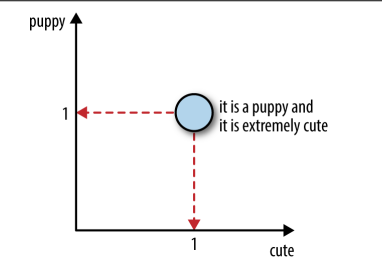 puppy
1
it is a puppy and
it is extremely cute
1
cute